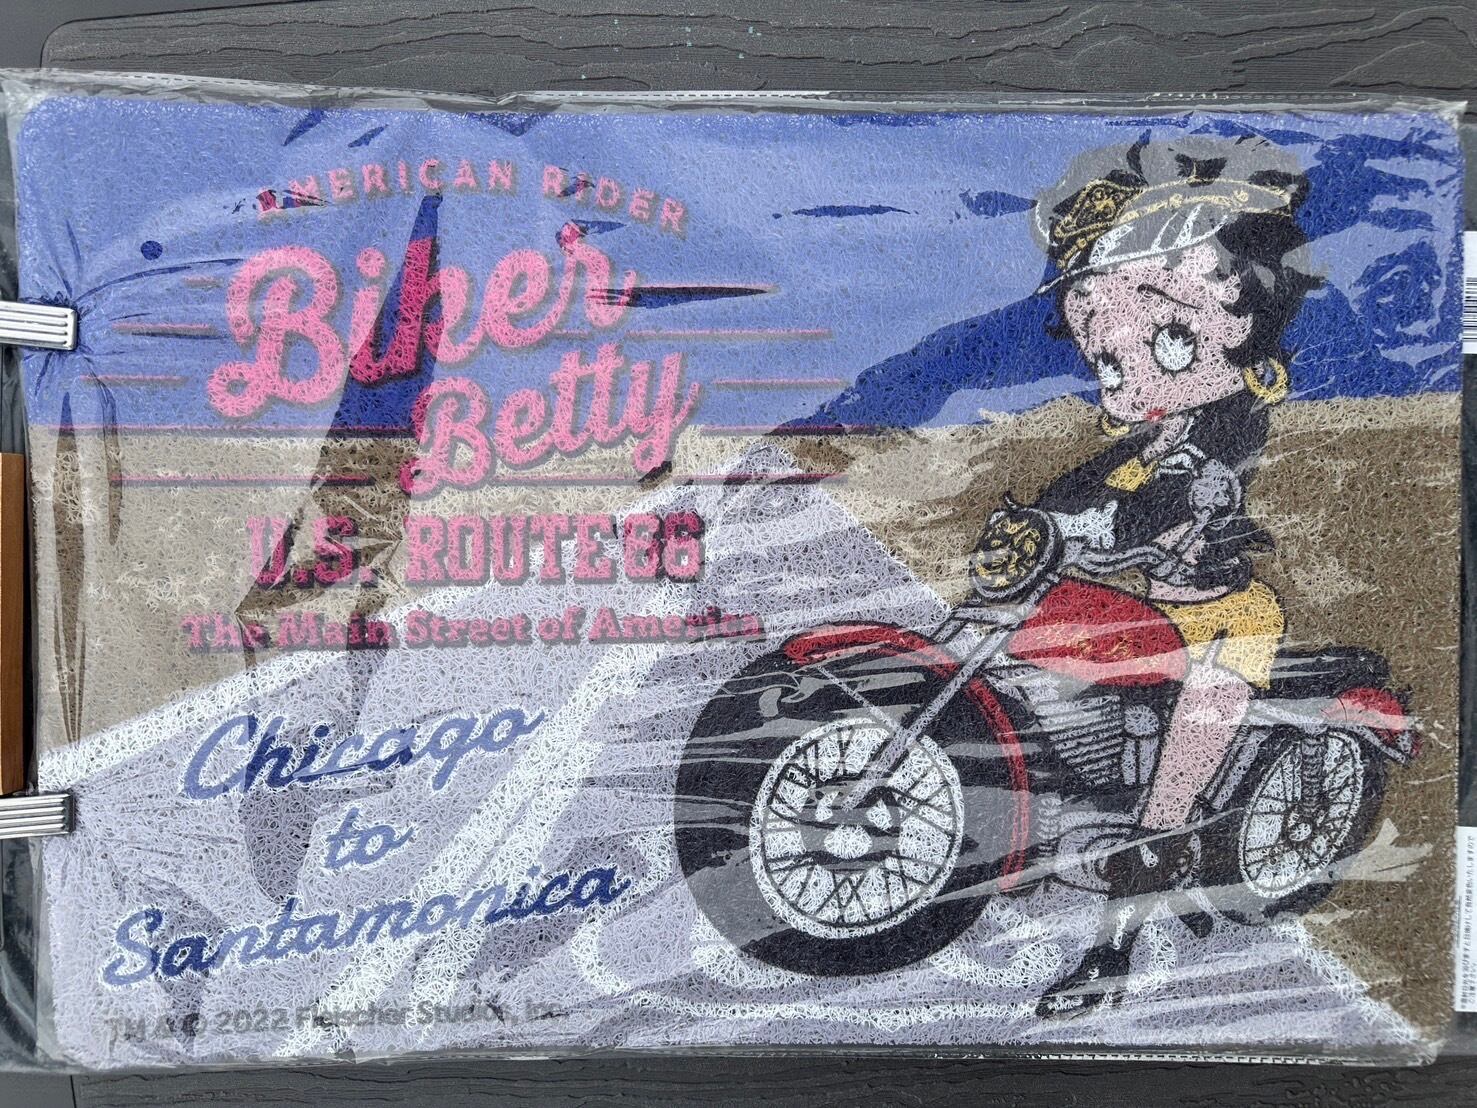 AMERICAN RIDER
Biker
Betty
U.S. ROUTE 66
The Main Street of America
Chicago
to
Santamonica
TM & © 2022 Fleischer Studios, Inc.